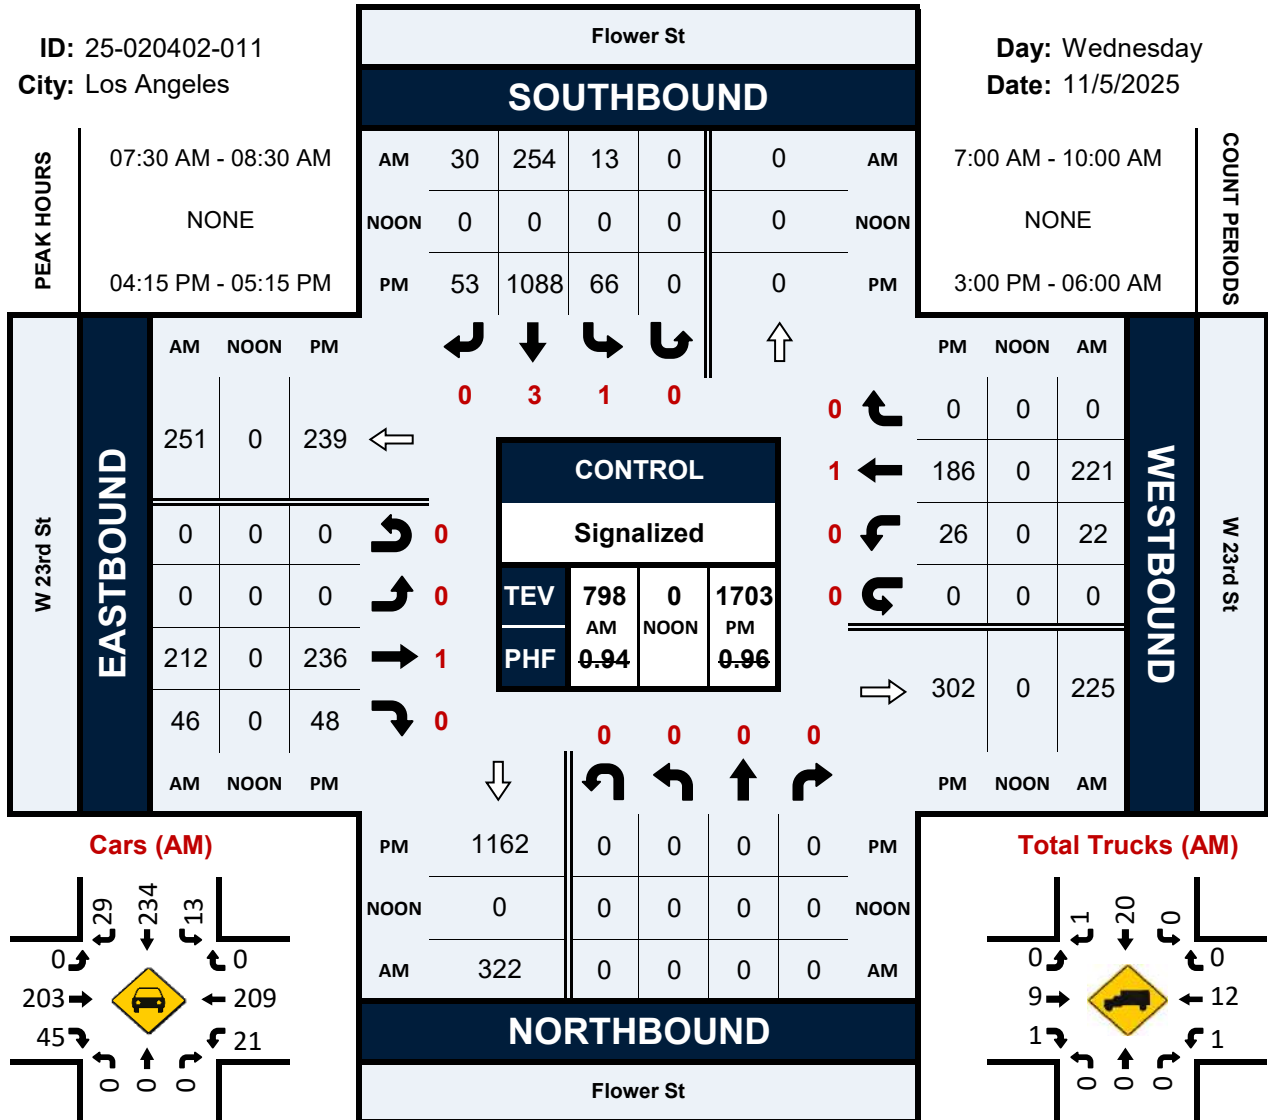 ID: 25-020402-011
City: Los Angeles
Flower St
SOUTHBOUND
Day: Wednesday
Date: 11/5/2025
PEAK HOURS
07:30 AM - 08:30 AM
NONE
04:15 PM - 05:15 PM
AM 30 254 13 0 0 AM
NOON 0 0 0 0 0 NOON
PM 53 1088 66 0 0 PM
0 3 1 0
7:00 AM - 10:00 AM
NONE
3:00 PM - 06:00 AM
COUNT PERIODS
W 23rd St
EASTBOUND
AM NOON PM
251 0 239
0 0 0 0
0 0 0 0
212 0 236 1
46 0 48 0
AM NOON PM
CONTROL
Signalized
TEV 798 0 1703
AM NOON PM
PHF 0.94 0.96
PM NOON AM
0 0 0 0
1 186 0 221
0 26 0 22
0 0 0 0
302 0 225
PM NOON AM
WESTBOUND
W 23rd St
0 0 0 0
PM 1162 0 0 0 0 PM
NOON 0 0 0 0 0 NOON
AM 322 0 0 0 0 AM
NORTHBOUND
Flower St
Cars (AM)
29 234 13
0 0
203 209
45 21
0 0 0
Total Trucks (AM)
1 20 0
0 0
9 12
1 1
0 0 0